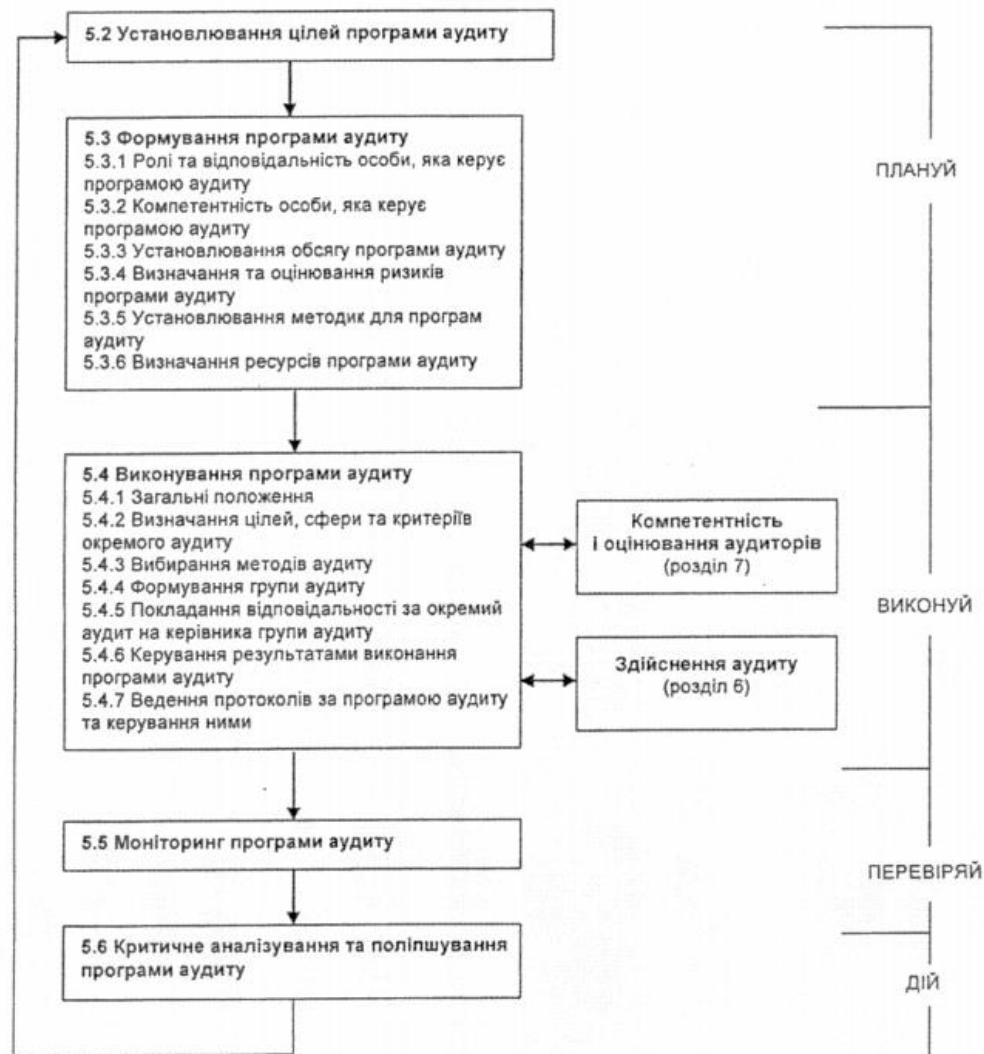 5.2 Установлювання цілей програми аудиту
5.3 Формування програми аудиту
5.3.1 Ролі та відповідальність особи, яка керує
програмою аудиту
5.3.2 Компетентність особи, яка керує
програмою аудиту
5.3.3 Установлювання обсягу програми аудиту
5.3.4 Визначання та оцінювання ризиків
програми аудиту
5.3.5 Установлювання методик для програм
аудиту
5.3.6 Визначання ресурсів програми аудиту
ПЛАНУЙ
5.4 Виконування програми аудиту
5.4.1 Загальні положення
5.4.2 Визначання цілей, сфери та критеріїв
окремого аудиту
5.4.3 Вибирання методів аудиту
5.4.4 Формування групи аудиту
5.4.5 Покладання відповідальності за окремий
аудит на керівника групи аудиту
5.4.6 Керування результатами виконання
програми аудиту
5.4.7 Ведення протоколів за програмою аудиту
та керування ними
Компетентність
і оцінювання аудиторів
(розділ 7)
Здійснення аудиту
(розділ 6)
ВИКОНУЙ
5.5 Моніторинг програми аудиту
ПЕРЕВІРЯЙ
5.6 Критичне аналізування та поліпшування
програми аудиту
ДІЙ